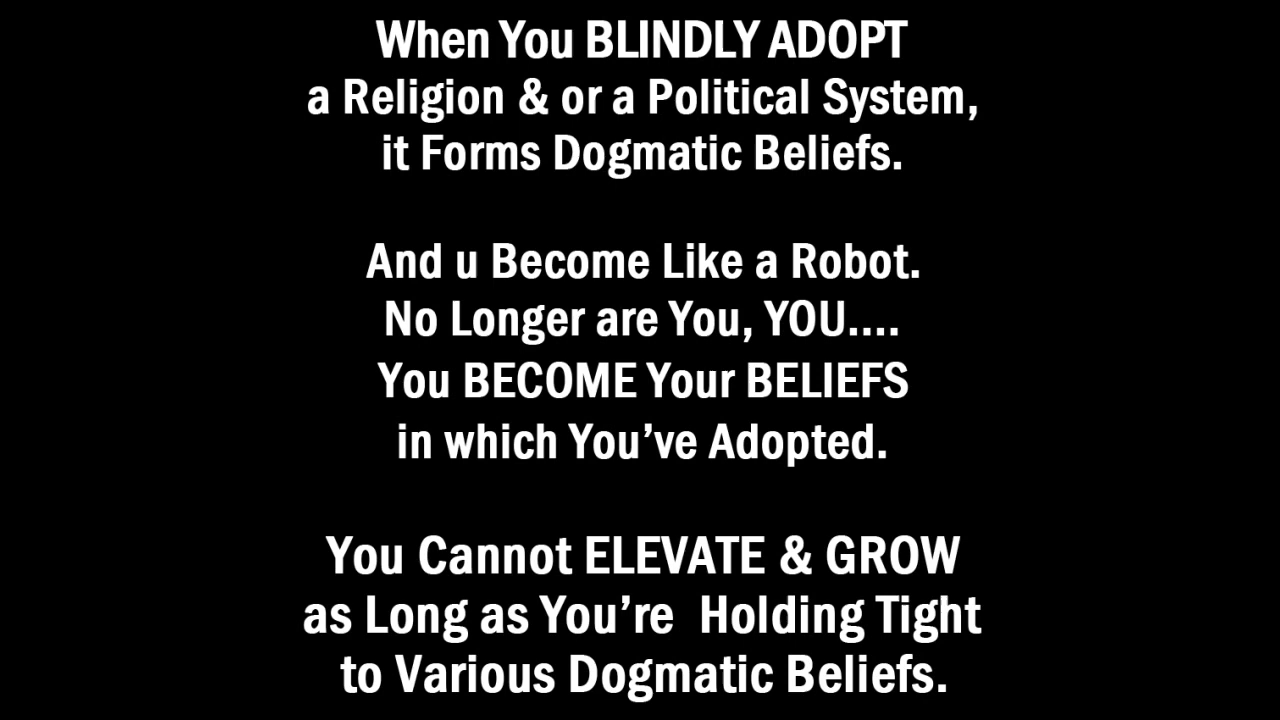 When You BLINDLY ADOPT
a Religion & or a Political System,
it Forms Dogmatic Beliefs.
And u Become Like a Robot.
No Longer are You, YOU....
You BECOME Your BELIEFS
in which You’ve Adopted.
You Cannot ELEVATE & GROW
as Long as You’re  Holding Tight
to Various Dogmatic Beliefs.